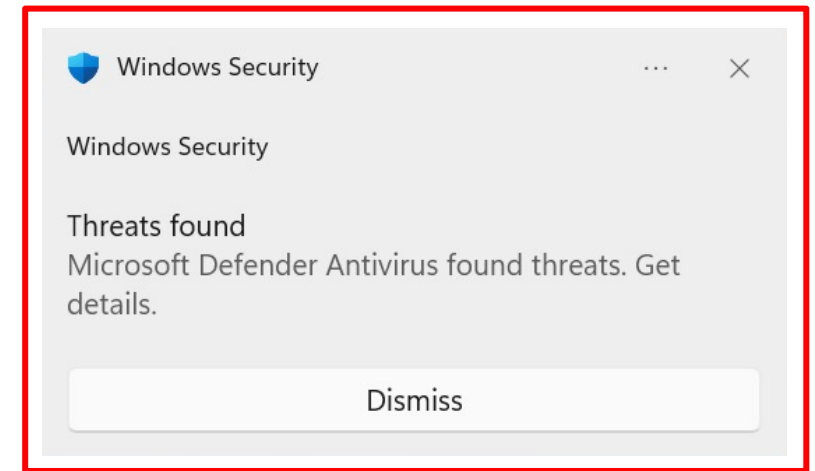 Windows Security
Windows Security
Threats found
Microsoft Defender Antivirus found threats. Get
details.
Dismiss